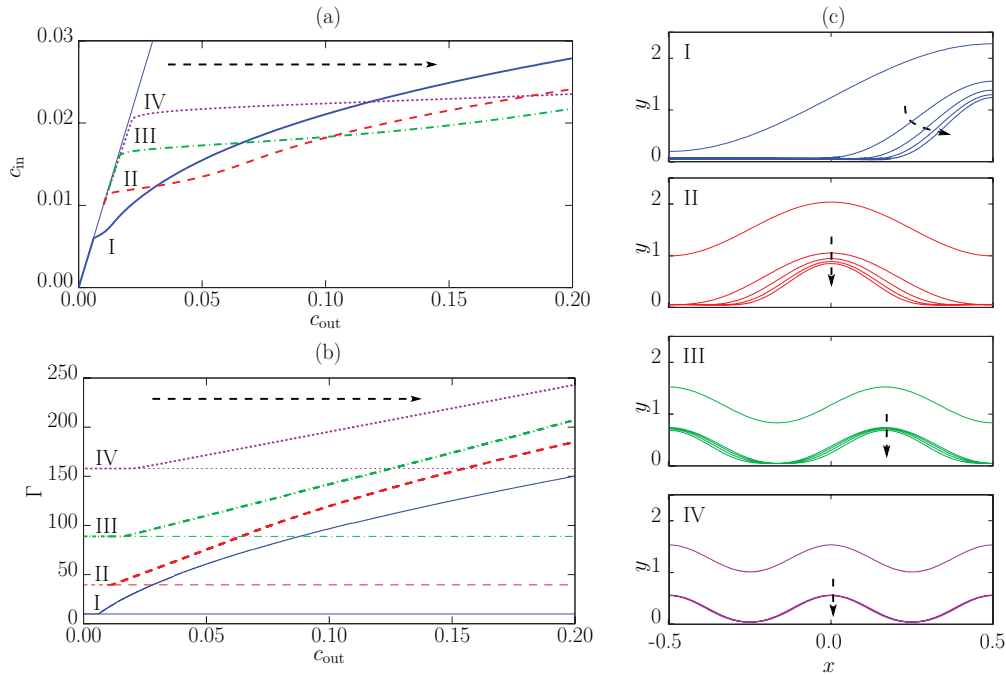 (a)
0.03
0.02
0.01
0.00
c_in
IV
III
II
I
0.00 0.05 0.10 0.15 0.20
c_out
(b)
250
200
150
100
50
0
Γ
IV
III
II
I
0.00 0.05 0.10 0.15 0.20
c_out
(c)
I
2
1
0
y
II
2
1
0
y
III
2
1
0
y
IV
2
1
0
y
-0.5 0.0 0.5
x